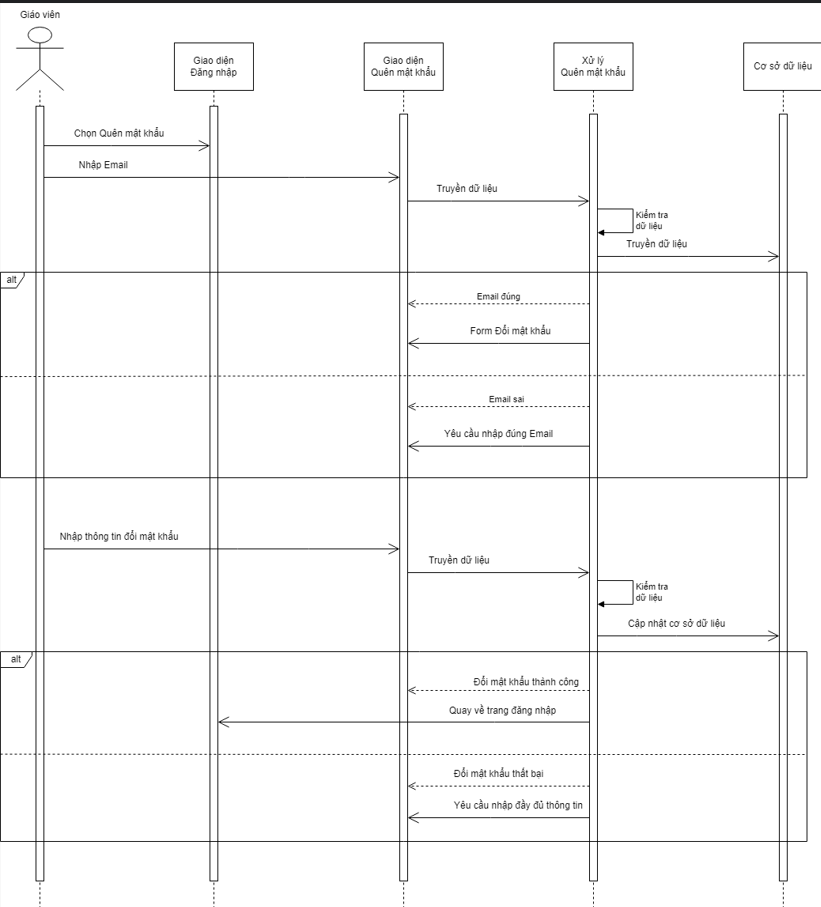 Giáo viên
Giao diện
Đăng nhập
Giao diện
Quên mật khẩu
Xử lý
Quên mật khẩu
Cơ sở dữ liệu
Chọn Quên mật khẩu
Nhập Email
Truyền dữ liệu
Kiểm tra
dữ liệu
Truyền dữ liệu
alt
Email đúng
Form Đổi mật khẩu
Email sai
Yêu cầu nhập đúng Email
Nhập thông tin đổi mật khẩu
Truyền dữ liệu
Kiểm tra
dữ liệu
Cập nhật cơ sở dữ liệu
alt
Đổi mật khẩu thành công
Quay về trang đăng nhập
Đổi mật khẩu thất bại
Yêu cầu nhập đầy đủ thông tin